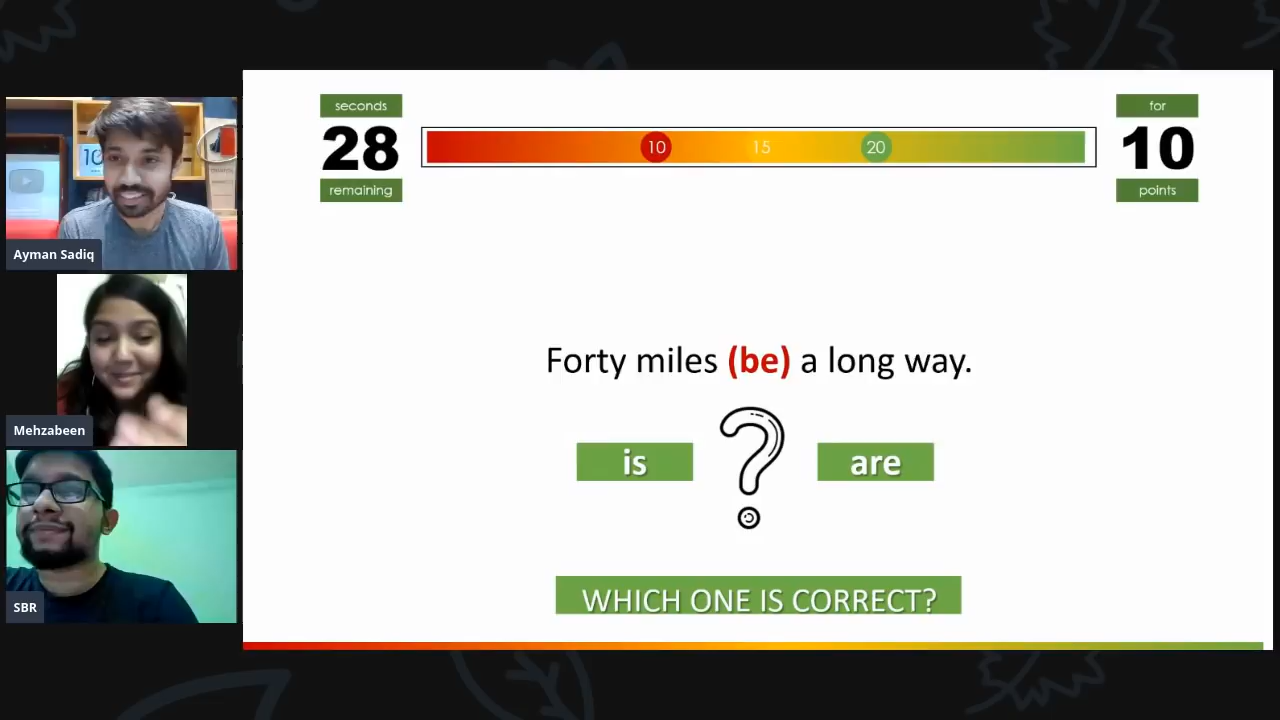 seconds
28
remaining
10
15
20
for
10
points
10
Ayman Sadiq
Mehzabeen
SBR
Forty miles (be) a long way.
is
are
WHICH ONE IS CORRECT?